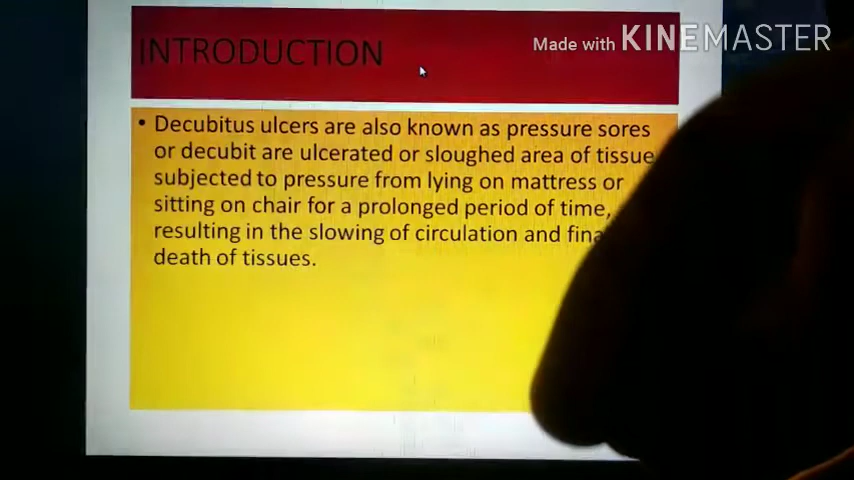 INTRODUCTION
Made with KINEMASTER
• Decubitus ulcers are also known as pressure sores
or decubit are ulcerated or sloughed area of tissue
subjected to pressure from lying on mattress or
sitting on chair for a prolonged period of time,
resulting in the slowing of circulation and
death of tissues.